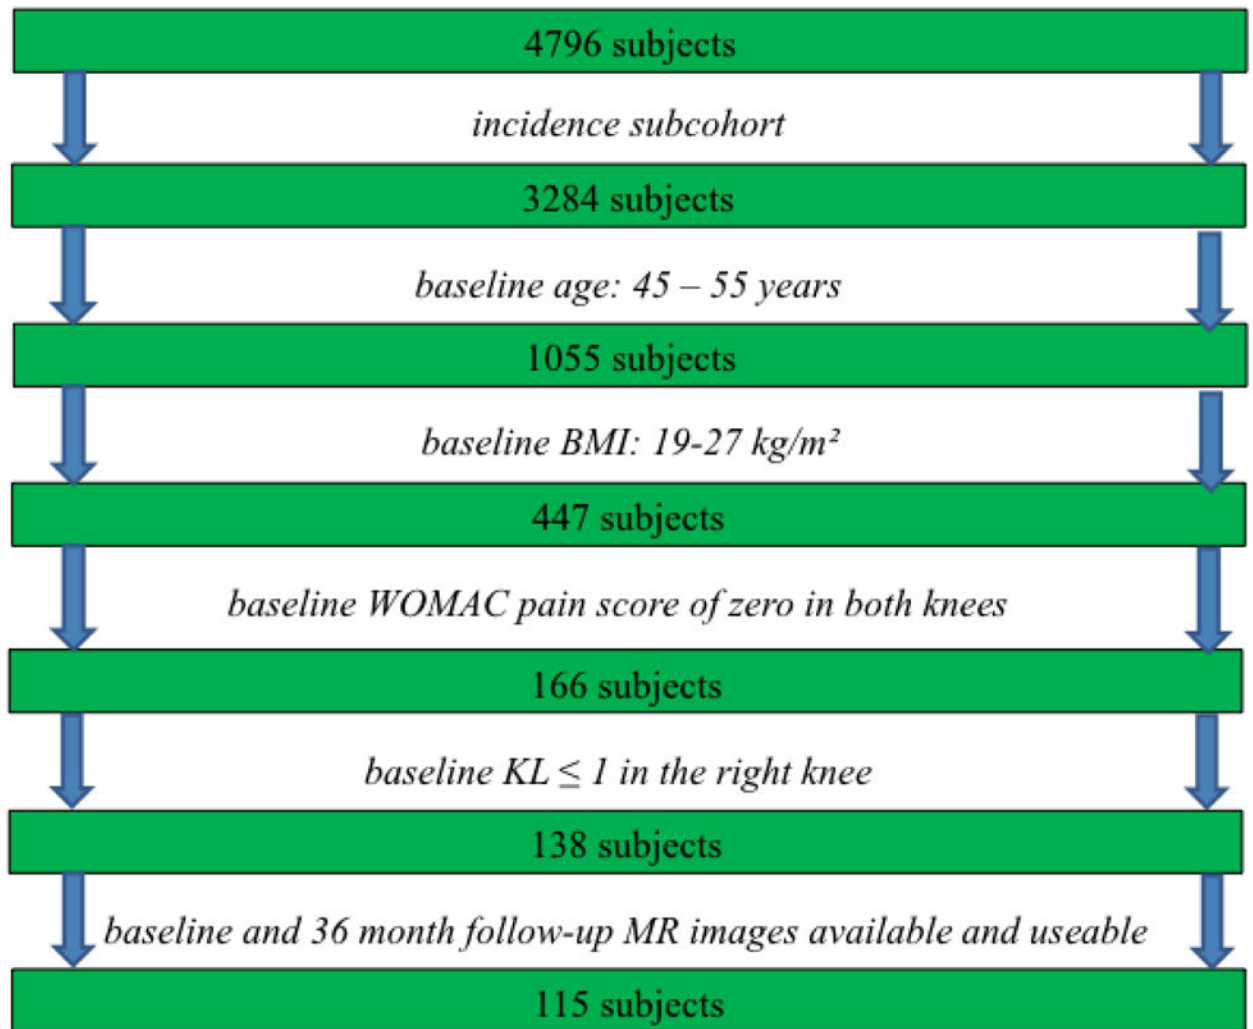 4796 subjects
incidence subcohort
3284 subjects
baseline age: 45 – 55 years
1055 subjects
baseline BMI: 19-27 kg/m²
447 subjects
baseline WOMAC pain score of zero in both knees
166 subjects
baseline KL ≤ 1 in the right knee
138 subjects
baseline and 36 month follow-up MR images available and useable
115 subjects